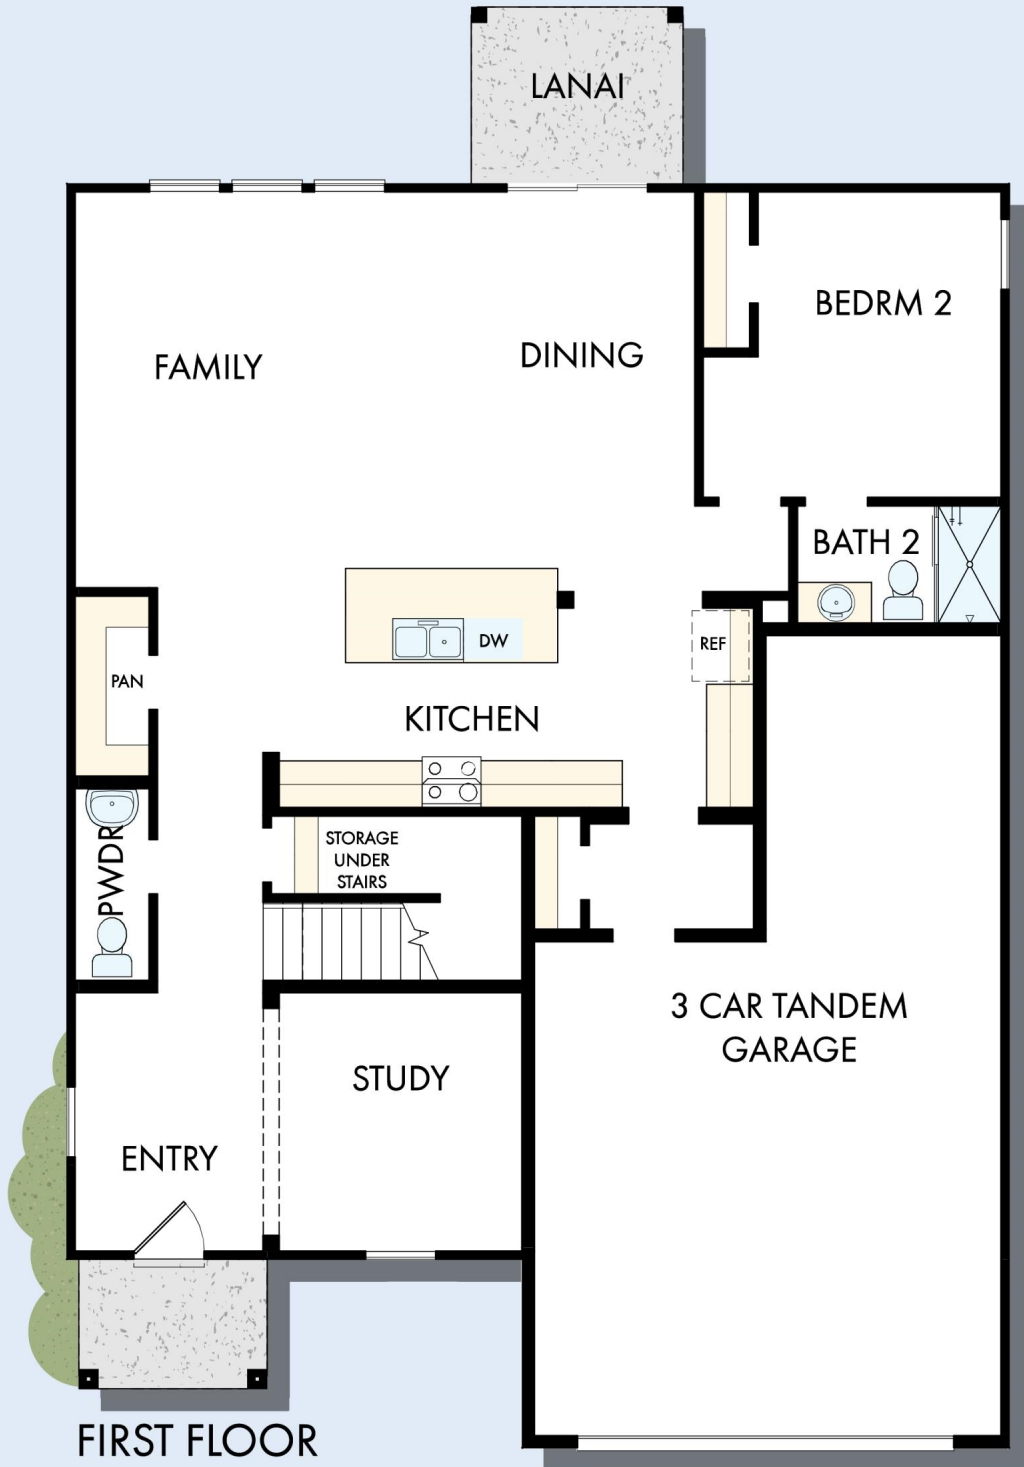 LANAI
BEDRM 2
FAMILY
DINING
BATH 2
DW
REF
PAN
KITCHEN
PWDR
STORAGE
UNDER
STAIRS
3 CAR TANDEM
GARAGE
STUDY
ENTRY
FIRST FLOOR